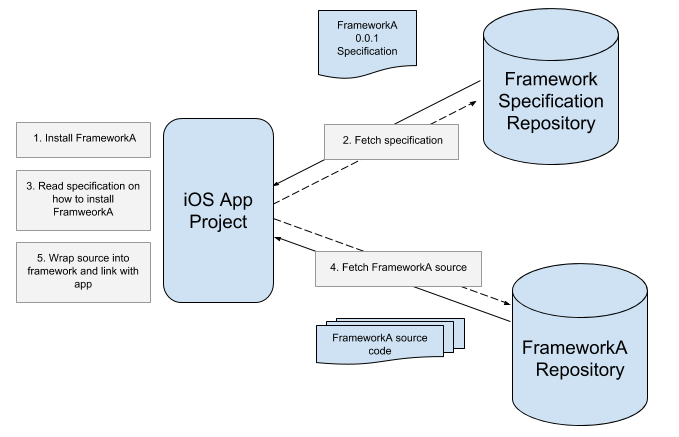 FrameworkA
0.0.1
Specification
Framework
Specification
Repository
1. Install FrameworkA
2. Fetch specification
3. Read specification on
how to install
FramweorkA
iOS App
Project
5. Wrap source into
framework and link with
app
4. Fetch FrameworkA source
FrameworkA source
code
FrameworkA
Repository